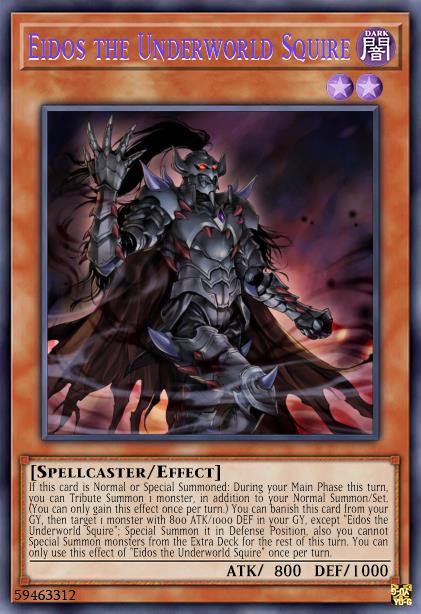 Eidos the Underworld Squire
DARK
闇
[Spellcaster/Effect]
If this card is Normal or Special Summoned: During your Main Phase this turn,
you can Tribute Summon 1 monster, in addition to your Normal Summon/Set.
(You can only gain this effect once per turn.) You can banish this card from your
GY, then target 1 monster with 800 ATK/1000 DEF in your GY, except "Eidos the
Underworld Squire"; Special Summon it in Defense Position, also you cannot
Special Summon monsters from the Extra Deck for the rest of this turn. You can
only use this effect of "Eidos the Underworld Squire" once per turn.
ATK/ 800 DEF/1000
59463312